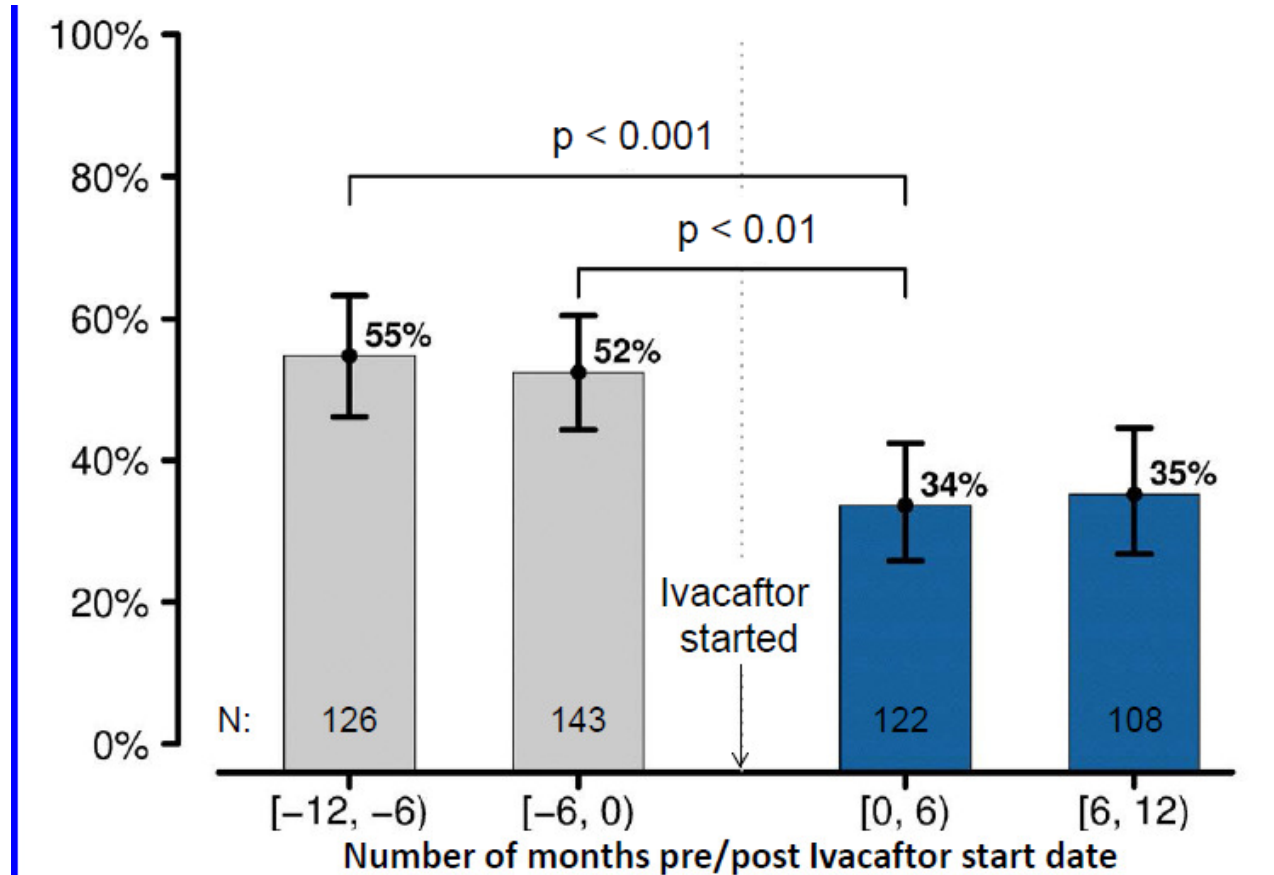 100%
p < 0.001
80%
p < 0.01
60%
55%
52%
40%
34%
35%
Ivacaftor
started
20%
N: 126 143 122 108
0%
[−12, −6) [−6, 0) [0, 6) [6, 12)
Number of months pre/post Ivacaftor start date